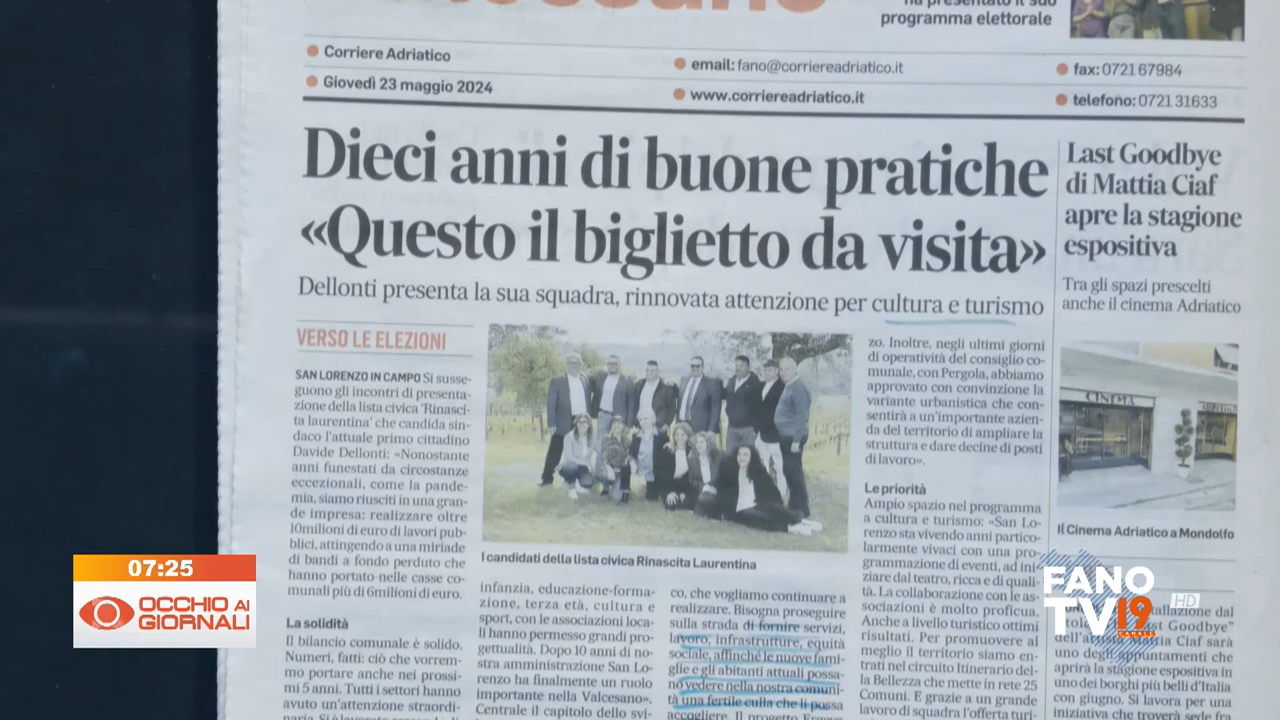 programma elettorale
Corriere Adriatico
email: fano@corriereadriatico.it
fax: 0721 67984
Giovedì 23 maggio 2024
www.corriereadriatico.it
telefono: 0721 31633
Dieci anni di buone pratiche
«Questo il biglietto da visita»
Dellonti presenta la sua squadra, rinnovata attenzione per cultura e turismo
VERSO LE ELEZIONI
SAN LORENZO IN CAMPO Si susse-
guono gli incontri di presenta-
zione della lista civica 'Rinasci-
ta laurentina' che candida sin-
daco l'attuale primo cittadino
Davide Dellonti: «Nonostante
anni funestati da circostanze
eccezionali, come la pande-
mia, siamo riusciti in una gran-
de impresa: realizzare oltre
10milioni di euro di lavori pub-
blici, attingendo a una miriade
di bandi a fondo perduto che
hanno portato nelle casse co-
munali più di 6milioni di euro.
La solidità
Il bilancio comunale è solido.
Numeri, fatti: ciò che vorrem-
mo portare anche nei prossi-
mi 5 anni. Tutti i settori hanno
avuto un'attenzione straordi-
I candidati della lista civica Rinascita Laurentina
infanzia, educazione-forma-
zione, terza età, cultura e
sport, con le associazioni loca-
li hanno permesso grandi pro-
gettualità. Dopo 10 anni di no-
stra amministrazione San Lo-
renzo ha finalmente un ruolo
importante nella Valcesano».
Centrale il capitolo dello svi-
co, che vogliamo continuare a
realizzare. Bisogna proseguire
sulla strada di fornire servizi,
lavoro, infrastrutture, equità
sociale, affinché le nuove fami-
glie e gli abitanti attuali possa-
no vedere nella nostra comuni-
tà una fertile culla che li possa
accogliere. Il progetto
zo. Inoltre, negli ultimi giorni
di operatività del consiglio co-
munale, con Pergola, abbiamo
approvato con convinzione la
variante urbanistica che con-
sentirà a un'importante azien-
da del territorio di ampliare la
struttura e dare decine di posti
di lavoro».
Le priorità
Ampio spazio nel programma
a cultura e turismo: «San Lo-
renzo sta vivendo anni partico-
larmente vivaci con una pro-
grammazione di eventi, ad ini-
ziare dal teatro, ricca e di quali-
tà. La collaborazione con le as-
sociazioni è molto proficua.
Anche a livello turistico ottimi
risultati. Per promuovere al
meglio il territorio siamo en-
trati nel circuito Itinerario del-
la Bellezza che mette in rete 25
Comuni. E grazie a un grande
lavoro di squadra l'offerta turi-
Last Goodbye
di Mattia Ciaf
apre la stagione
espositiva
Tra gli spazi prescelti
anche il cinema Adriatico
CINEMA
Il Cinema Adriatico a Mondolfo
dal
Goodbye"
Mattia Ciaf sarà
uno degli appuntamenti che
aprirà la stagione espositiva in
uno dei borghi più belli d'Italia
con giugno. Si lavora per una
iniziativa che troverà
07:25
OCCHIO AI
GIORNALI
FANO
TV19
CANALE
HD